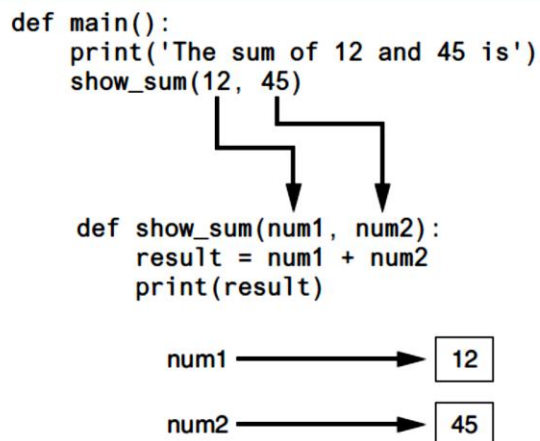 def main():
    print('The sum of 12 and 45 is')
    show_sum(12, 45)
def show_sum(num1, num2):
    result = num1 + num2
    print(result)
num1 12
num2 45